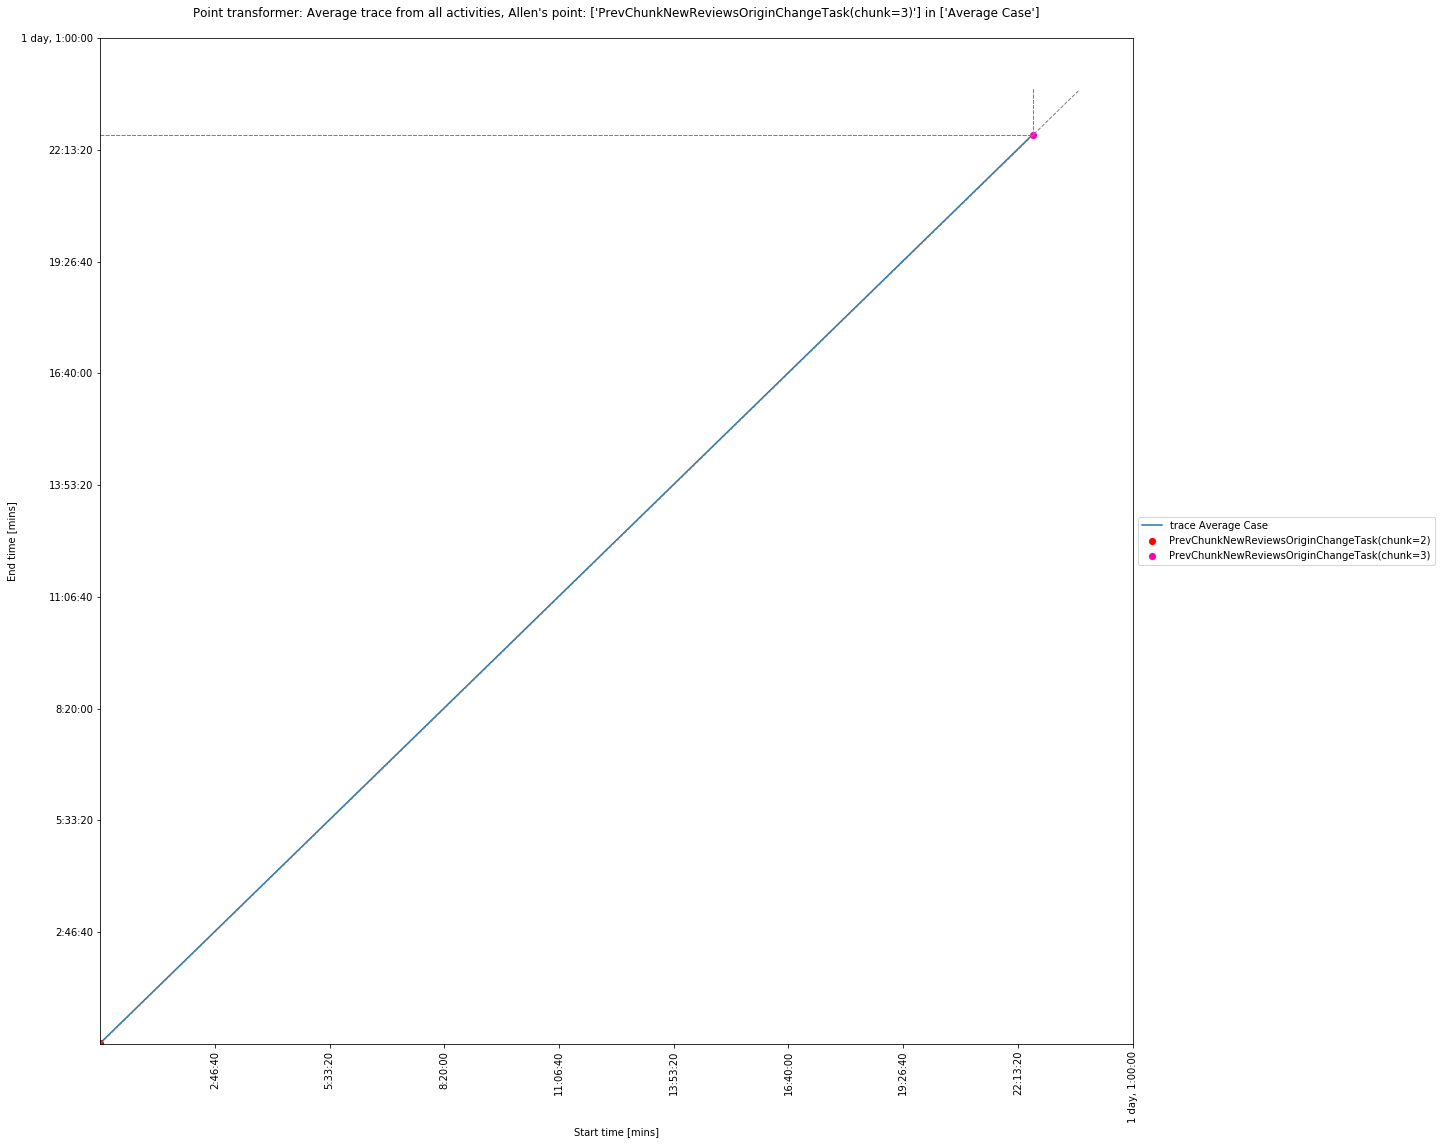 Point transformer: Average trace from all activities, Allen's point: ['PrevChunkNewReviewsOriginChangeTask(chunk=3)'] in ['Average Case']
1 day, 1:00:00
22:13:20
19:26:40
16:40:00
13:53:20
11:06:40
8:20:00
5:33:20
2:46:40
End time [mins]
trace Average Case
PrevChunkNewReviewsOriginChangeTask(chunk=2)
PrevChunkNewReviewsOriginChangeTask(chunk=3)
2:46:40
5:33:20
8:20:00
11:06:40
13:53:20
16:40:00
19:26:40
22:13:20
1 day, 1:00:00
Start time [mins]